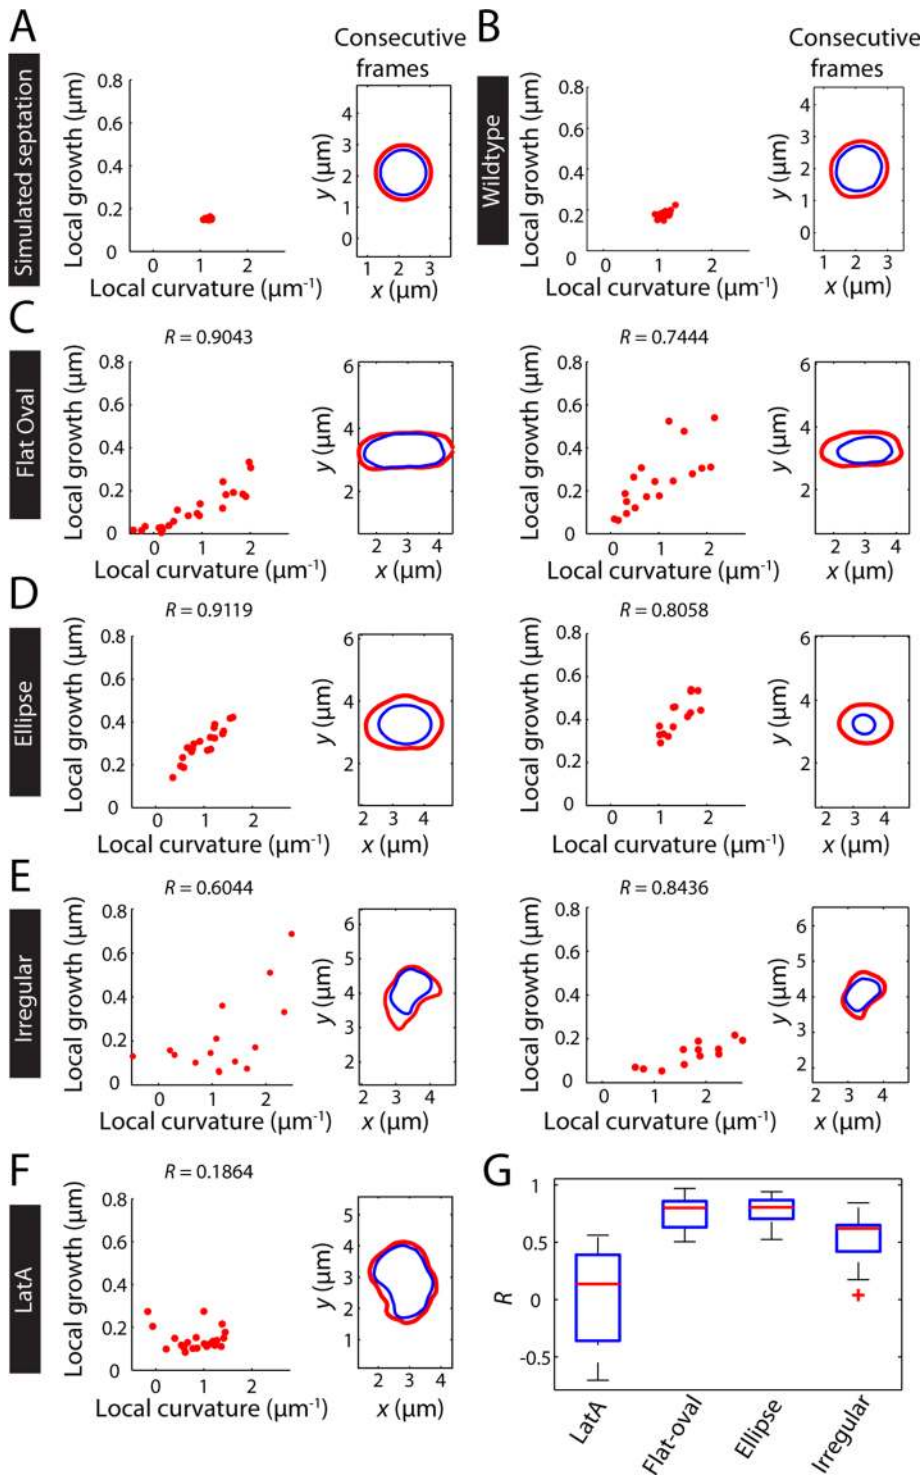 A
Simulated septation
Local growth (µm)
0.8
0.6
0.4
0.2
0
0 1 2
Local curvature (µm-1)
Consecutive
frames
y (µm)
4
3
2
1
0
1 2 3
x (µm)
B
Wildtype
Local growth (µm)
0.8
0.6
0.4
0.2
0
0 1 2
Local curvature (µm-1)
Consecutive
frames
y (µm)
4
3
2
1
0
1 2 3
x (µm)
C
Flat Oval
R = 0.9043
Local growth (µm)
0.8
0.6
0.4
0.2
0
0 1 2
Local curvature (µm-1)
y (µm)
6
4
2
2 3 4
x (µm)
R = 0.7444
Local growth (µm)
0.8
0.6
0.4
0.2
0
0 1 2
Local curvature (µm-1)
y (µm)
6
4
2
2 3 4
x (µm)
D
Ellipse
R = 0.9119
Local growth (µm)
0.8
0.6
0.4
0.2
0
0 1 2
Local curvature (µm-1)
y (µm)
6
4
2
2 3 4
x (µm)
R = 0.8058
Local growth (µm)
0.8
0.6
0.4
0.2
0
0 1 2
Local curvature (µm-1)
y (µm)
6
4
2
2 3 4
x (µm)
E
Irregular
R = 0.6044
Local growth (µm)
0.8
0.6
0.4
0.2
0
0 1 2
Local curvature (µm-1)
y (µm)
6
5
4
3
2
2 3 4
x (µm)
R = 0.8436
Local growth (µm)
0.8
0.6
0.4
0.2
0
0 1 2
Local curvature (µm-1)
y (µm)
6
5
4
3
2
2 3 4
x (µm)
F
LatA
R = 0.1864
Local growth (µm)
0.8
0.6
0.4
0.2
0
0 1 2
Local curvature (µm-1)
y (µm)
5
4
3
2
1
2 3 4
x (µm)
G
R
1
0.5
0
-0.5
LatA
Flat-oval
Ellipse
Irregular